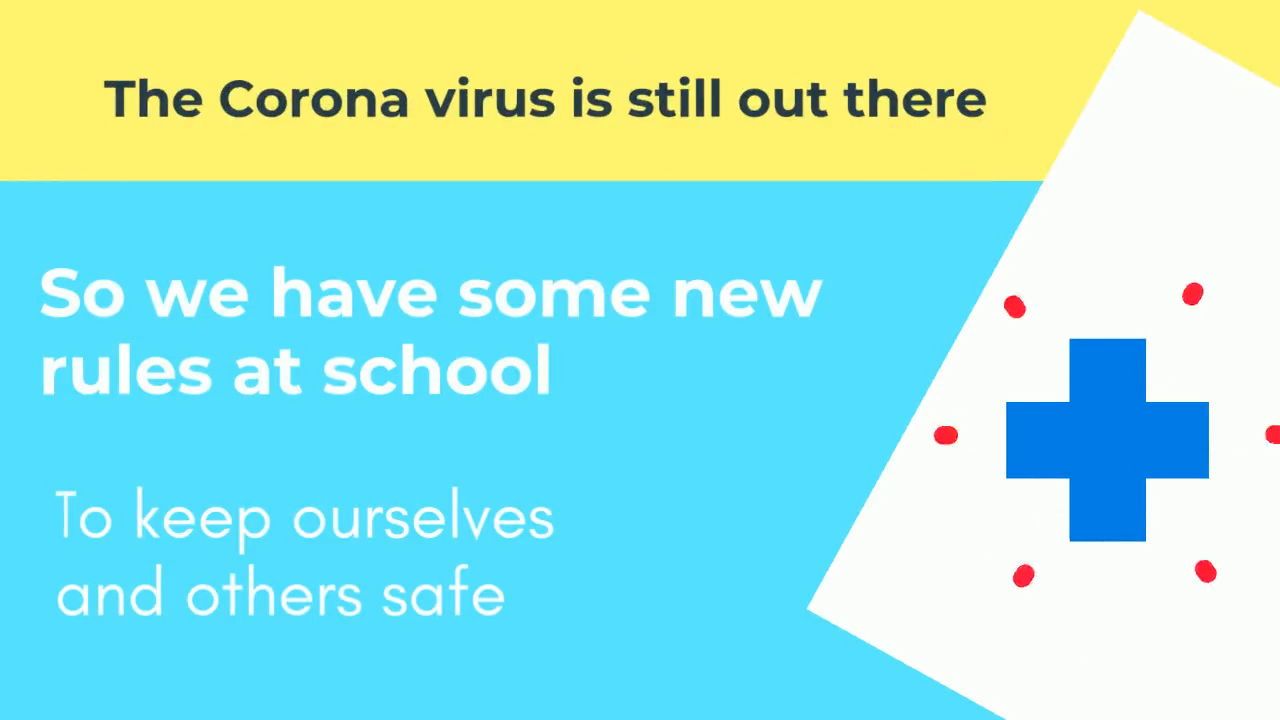 The Corona virus is still out there
So we have some new
rules at school
To keep ourselves
and others safe